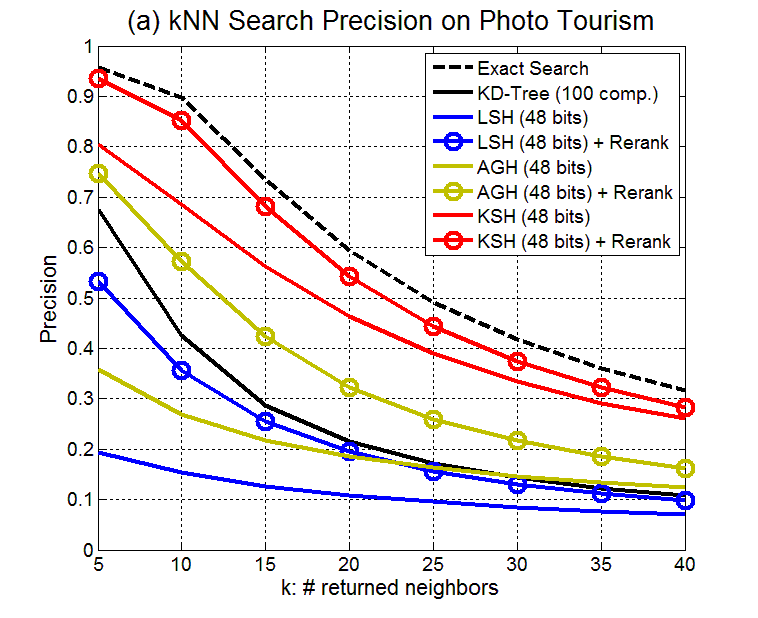 (a) kNN Search Precision on Photo Tourism
Exact Search
KD-Tree (100 comp.)
LSH (48 bits)
LSH (48 bits) + Rerank
AGH (48 bits)
AGH (48 bits) + Rerank
KSH (48 bits)
KSH (48 bits) + Rerank
Precision
1
0.9
0.8
0.7
0.6
0.5
0.4
0.3
0.2
0.1
0
5 10 15 20 25 30 35 40
k: # returned neighbors